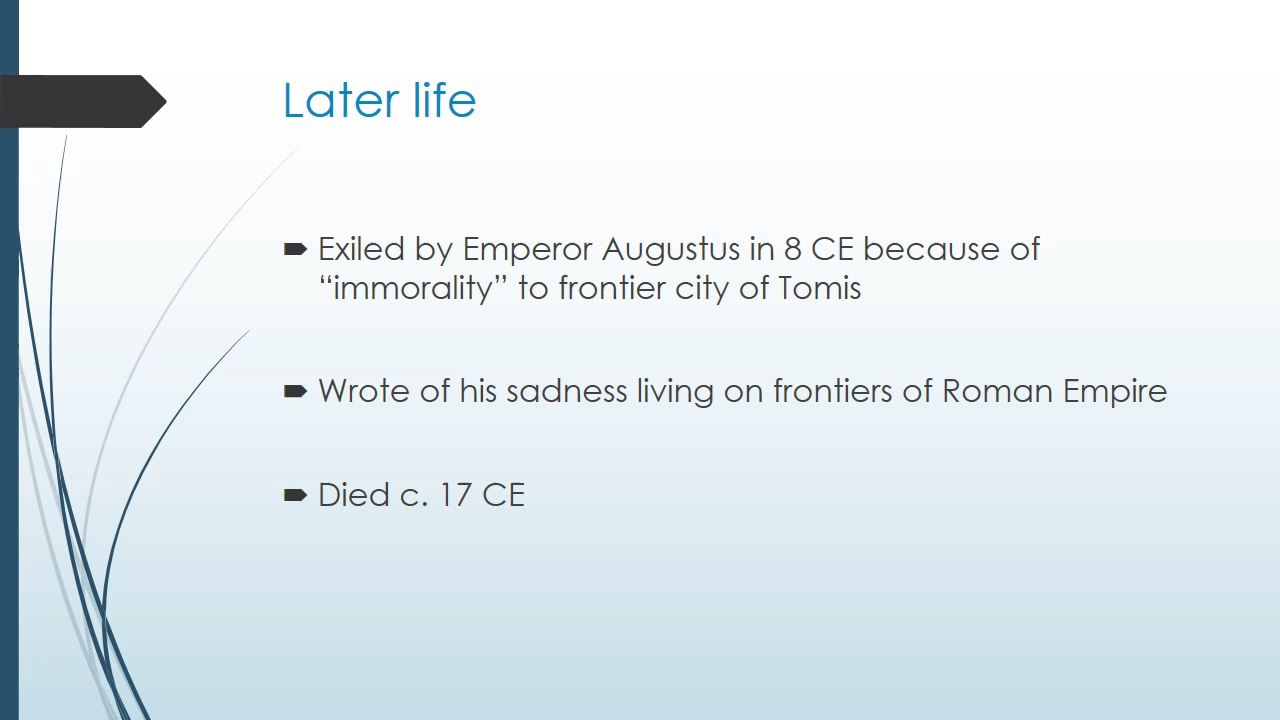 Later life
Exiled by Emperor Augustus in 8 CE because of
“immorality” to frontier city of Tomis
Wrote of his sadness living on frontiers of Roman Empire
Died c. 17 CE